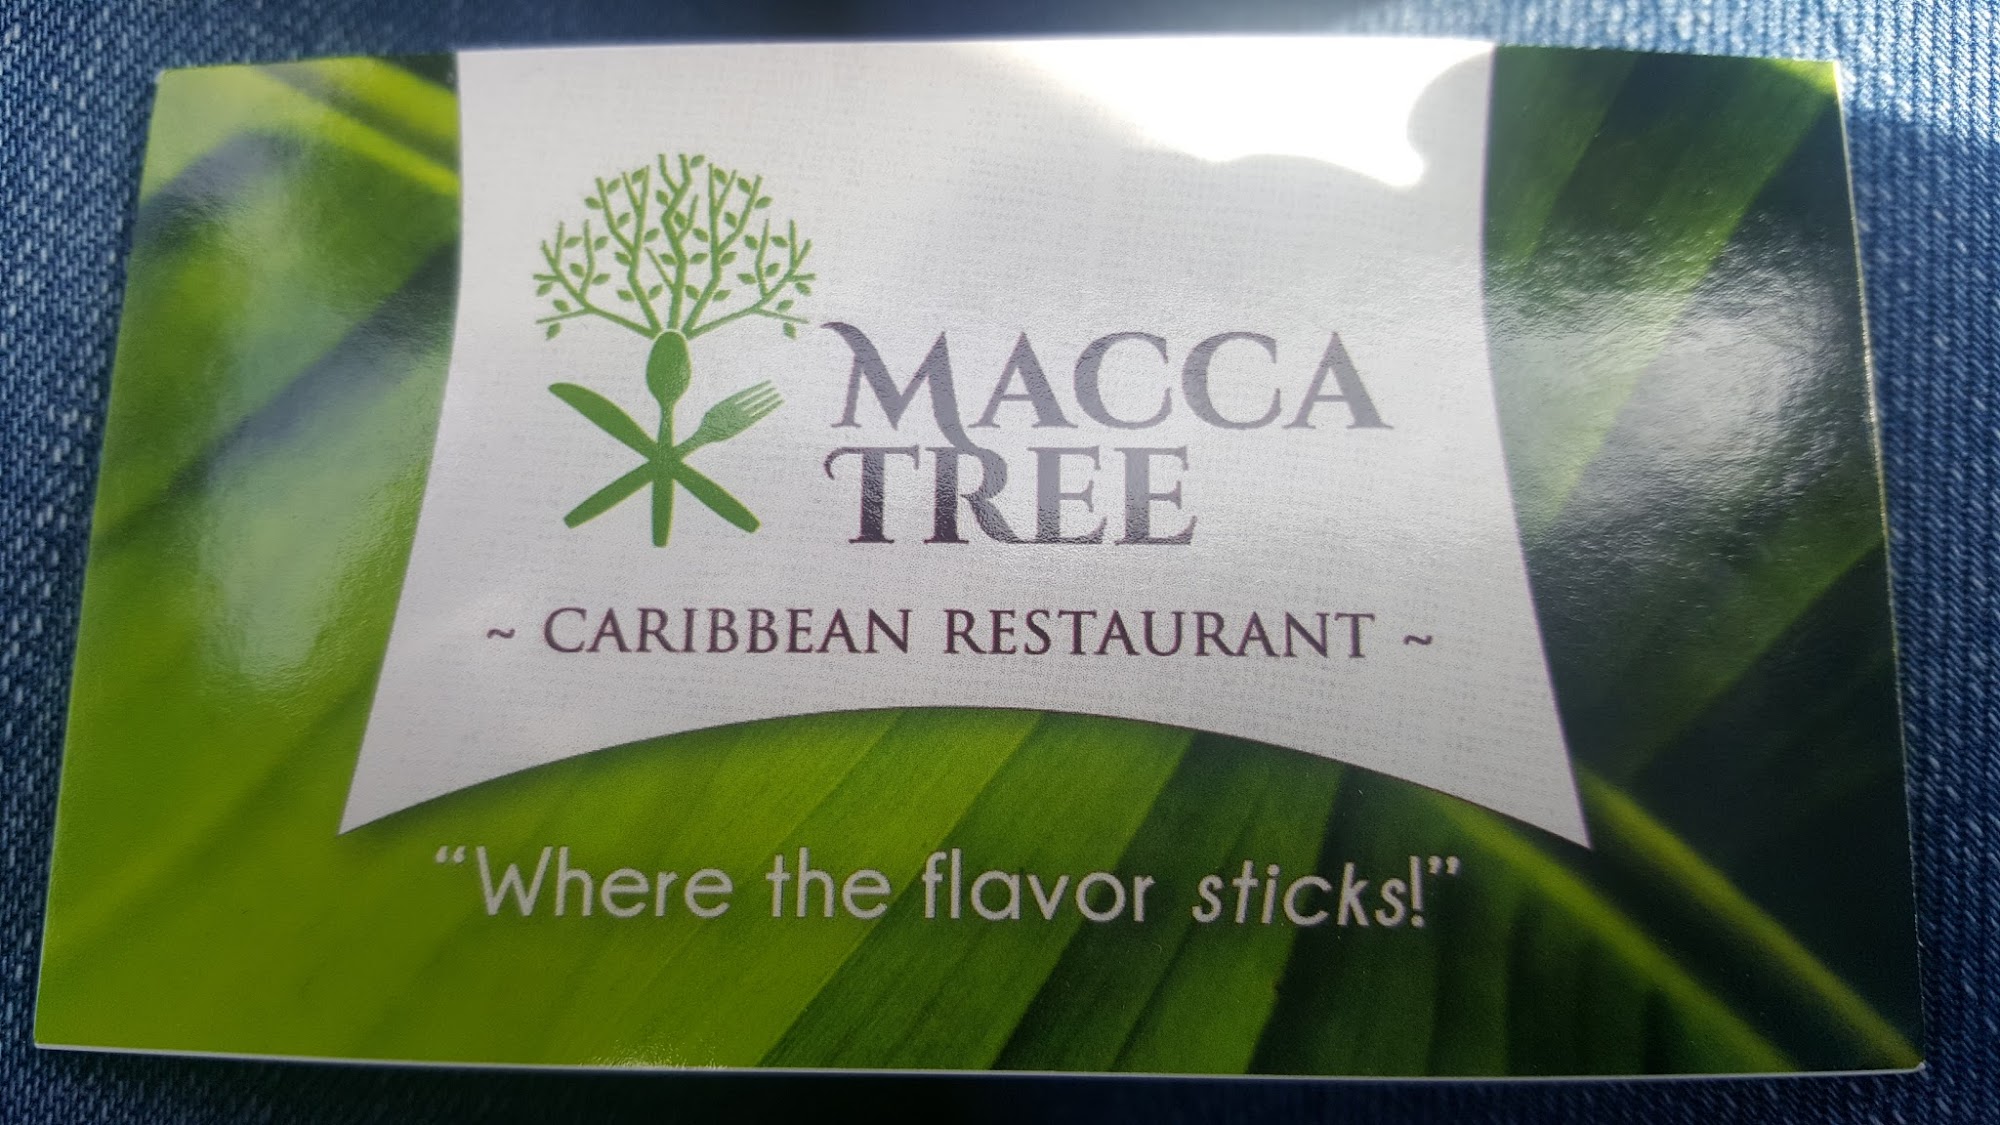 MACCA
TREE
~ CARIBBEAN RESTAURANT ~
“Where the flavor sticks!”